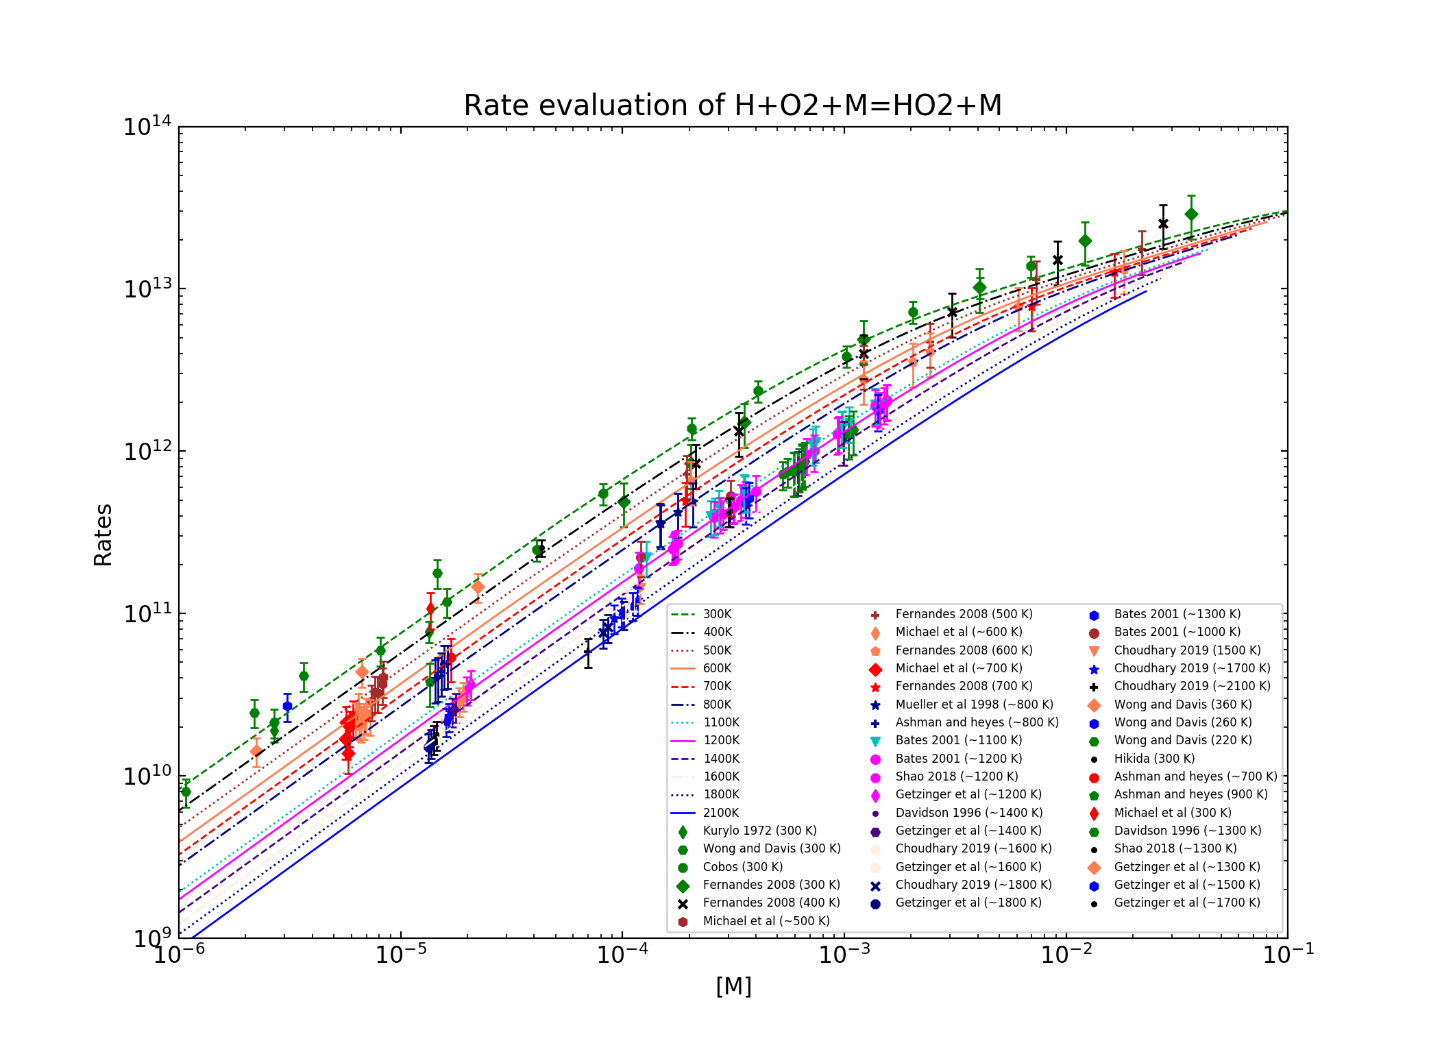 Rate evaluation of H+O2+M=HO2+M
10^14
10^13
10^12
10^11
10^10
10^9
Rates
10^-6
10^-5
10^-4
10^-3
10^-2
10^-1
[M]
300K
400K
500K
600K
700K
800K
1100K
1200K
1400K
1600K
1800K
2100K
Kurylo 1972 (300 K)
Wong and Davis (300 K)
Cobos (300 K)
Fernandes 2008 (300 K)
Fernandes 2008 (400 K)
Michael et al (~500 K)
Fernandes 2008 (500 K)
Michael et al (~600 K)
Fernandes 2008 (600 K)
Michael et al (~700 K)
Fernandes 2008 (700 K)
Mueller et al 1998 (~800 K)
Ashman and heyes (~800 K)
Bates 2001 (~1100 K)
Bates 2001 (~1200 K)
Shao 2018 (~1200 K)
Getzinger et al (~1200 K)
Davidson 1996 (~1400 K)
Getzinger et al (~1400 K)
Choudhary 2019 (~1600 K)
Getzinger et al (~1600 K)
Choudhary 2019 (~1800 K)
Getzinger et al (~1800 K)
Bates 2001 (~1300 K)
Bates 2001 (~1000 K)
Choudhary 2019 (1500 K)
Choudhary 2019 (~1700 K)
Choudhary 2019 (~2100 K)
Wong and Davis (360 K)
Wong and Davis (260 K)
Wong and Davis (220 K)
Hikida (300 K)
Ashman and heyes (~700 K)
Ashman and heyes (900 K)
Michael et al (300 K)
Davidson 1996 (~1300 K)
Shao 2018 (~1300 K)
Getzinger et al (~1300 K)
Getzinger et al (~1500 K)
Getzinger et al (~1700 K)